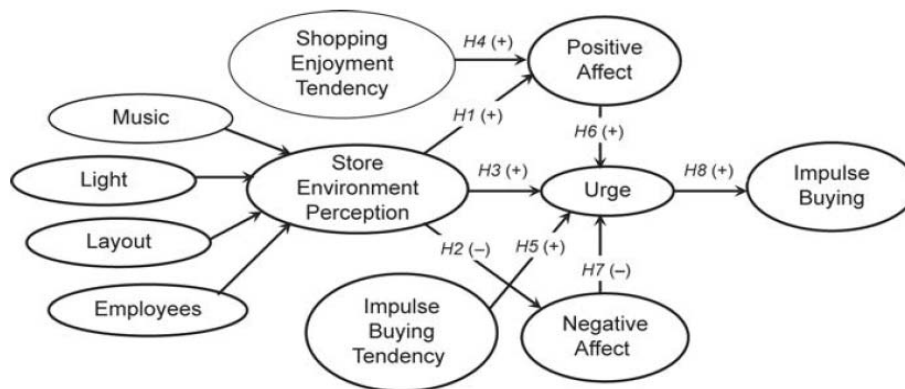 Shopping
Enjoyment
Tendency
H4 (+)
Positive
Affect
Music
H1 (+)
H6 (+)
Light
Store
Environment
Perception
H3 (+)
Urge
H8 (+)
Impulse
Buying
Layout
H2 (–)
H5 (+)
H7 (–)
Employees
Impulse
Buying
Tendency
Negative
Affect